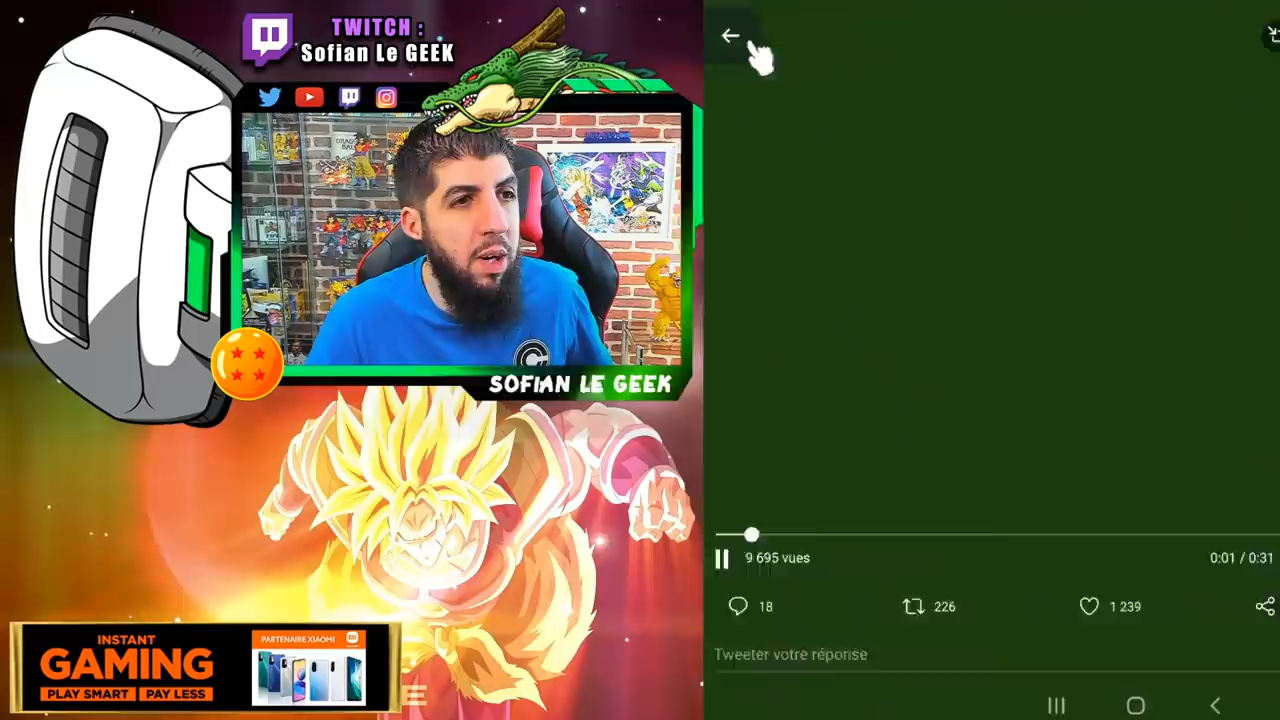 TWITCH :
Sofian Le GEEK
SOFIAN LE GEEK
INSTANT
GAMING
PLAY SMART PAY LESS
PARTENAIRE XIAOMI
9 695 vues
0:01 / 0:31
18
226
1 239
Tweeter votre réponse